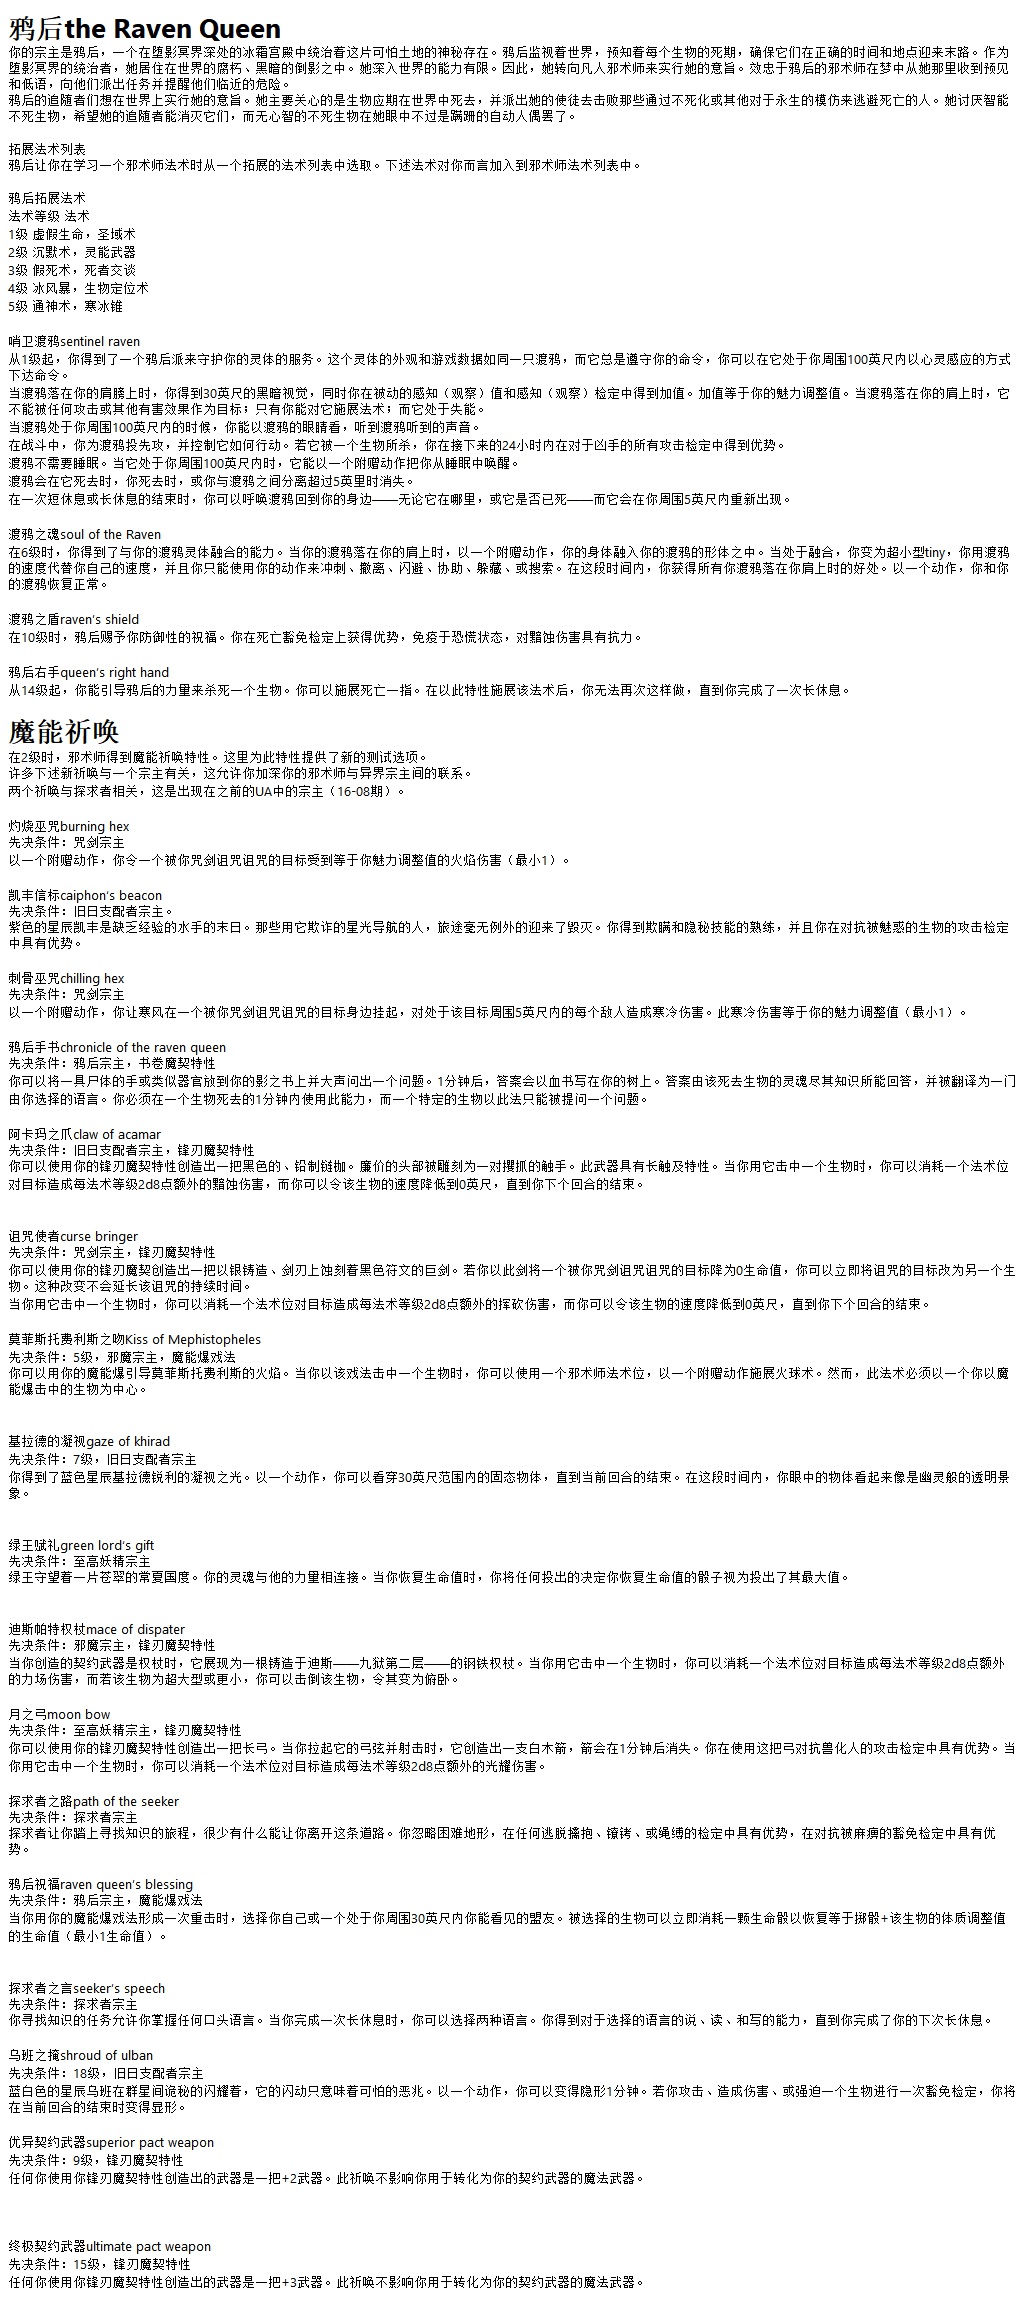 鸦后the Raven Queen
你的宗主是鸦后，一个在堕影冥界深处的冰霜宫殿中统治着这片可怕土地的神秘存在。鸦后监视着世界，预知着每个生物的死期，确保它们在正确的时间和地点迎来末路。作为
堕影冥界的统治者，她居住在世界的腐朽、黑暗的倒影之中。她深入世界的能力有限。因此，她转向凡人邪术师来实行她的意旨。效忠于鸦后的邪术师在梦中从她那里收到预见
和低语，向他们派出任务并提醒他们临近的危险。
鸦后的追随者们想在世界上实行她的意旨。她主要关心的是生物应期在世界中死去，并派出她的使徒去击败那些通过不死化或其他对于永生的模仿来逃避死亡的人。她讨厌智能
不死生物，希望她的追随者能消灭它们，而无心智的不死生物在她眼中不过是蹒跚的自动人偶罢了。
拓展法术列表
鸦后让你在学习一个邪术师法术时从一个拓展的法术列表中选取。下述法术对你而言加入到邪术师法术列表中。
鸦后拓展法术
法术等级 法术
1级 虚假生命，圣域术
2级 沉默术，灵能武器
3级 假死术，死者交谈
4级 冰风暴，生物定位术
5级 通神术，寒冰锥
哨卫渡鸦sentinel raven
从1级起，你得到了一个鸦后派来守护你的灵体的服务。这个灵体的外观和游戏数据如同一只渡鸦，而它总是遵守你的命令，你可以在它处于你周围100英尺内以心灵感应的方式
下达命令。
当渡鸦落在你的肩膀上时，你得到30英尺的黑暗视觉，同时你在被动的感知（观察）值和感知（观察）检定中得到加值。加值等于你的魅力调整值。当渡鸦落在你的肩上时，它
不能被任何攻击或其他有害效果作为目标；只有你能对它施展法术；而它处于失能。
当渡鸦处于你周围100英尺内的时候，你能以渡鸦的眼睛看，听到渡鸦听到的声音。
在战斗中，你为渡鸦投先攻，并控制它如何行动。若它被一个生物所杀，你在接下来的24小时内在对于凶手的所有攻击检定中得到优势。
渡鸦不需要睡眠。当它处于你周围100英尺内时，它能以一个附赠动作把你从睡眠中唤醒。
渡鸦会在它死去时，你死去时，或你与渡鸦之间分离超过5英里时消失。
在一次短休息或长休息的结束时，你可以呼唤渡鸦回到你的身边——无论它在哪里，或它是否已死——而它会在你周围5英尺内重新出现。
渡鸦之魂soul of the Raven
在6级时，你得到了与你的渡鸦灵体融合的能力。当你的渡鸦落在你的肩上时，以一个附赠动作，你的身体融入你的渡鸦的形体之中。当处于融合，你变为超小型tiny，你用渡鸦
的速度代替你自己的速度，并且你只能使用你的动作来冲刺、撤离、闪避、协助、躲藏、或搜索。在这段时间内，你获得所有你渡鸦落在你肩上时的好处。以一个动作，你和你
的渡鸦恢复正常。
渡鸦之盾raven's shield
在10级时，鸦后赐予你防御性的祝福。你在死亡豁免检定上获得优势，免疫于恐慌状态，对黯蚀伤害具有抗力。
鸦后右手queen's right hand
从14级起，你能引导鸦后的力量来杀死一个生物。你可以施展死亡一指。在以此特性施展该法术后，你无法再次这样做，直到你完成了一次长休息。
魔能祈唤
在2级时，邪术师得到魔能祈唤特性。这里为此特性提供了新的测试选项。
许多下述新祈唤与一个宗主有关，这允许你加深你的邪术师与异界宗主间的联系。
两个祈唤与探求者相关，这是出现在之前的UA中的宗主（16-08期）。
灼烧巫咒burning hex
先决条件：咒剑宗主
以一个附赠动作，你令一个被你咒剑诅咒诅咒的目标受到等于你魅力调整值的火焰伤害（最小1）。
凯丰信标caiphon's beacon
先决条件：旧日支配者宗主。
紫色的星辰凯丰是缺乏经验的水手的末日。那些用它欺诈的星光导航的人，旅途毫无例外的迎来了毁灭。你得到欺瞒和隐秘技能的熟练，并且你在对抗被魅惑的生物的攻击检定
中具有优势。
刺骨巫咒chilling hex
先决条件：咒剑宗主
以一个附赠动作，你让寒风在一个被你咒剑诅咒诅咒的目标身边挂起，对处于该目标周围5英尺内的每个敌人造成寒冷伤害。此寒冷伤害等于你的魅力调整值（最小1）。
鸦后手书chronicle of the raven queen
先决条件：鸦后宗主，书卷魔契特性
你可以将一具尸体的手或类似器官放到你的影之书上并大声问出一个问题。1分钟后，答案会以血书写在你的树上。答案由该死去生物的灵魂尽其知识所能回答，并被翻译为一门
由你选择的语言。你必须在一个生物死去的1分钟内使用此能力，而一个特定的生物以此法只能被提问一个问题。
阿卡玛之爪claw of acamar
先决条件：旧日支配者宗主，锋刃魔契特性
你可以使用你的锋刃魔契特性创造出一把黑色的、铅制链枷。廉价的头部被雕刻为一对攫抓的触手。此武器具有长触及特性。当你用它击中一个生物时，你可以消耗一个法术位
对目标造成每法术等级2d8点额外的黯蚀伤害，而你可以令该生物的速度降低到0英尺，直到你下个回合的结束。
诅咒使者curse bringer
先决条件：咒剑宗主，锋刃魔契特性
你可以使用你的锋刃魔契创造出一把以银铸造、剑刃上蚀刻着黑色符文的巨剑。若你以此剑将一个被你咒剑诅咒诅咒的目标降为0生命值，你可以立即将诅咒的目标改为另一个生
物。这种改变不会延长该诅咒的持续时间。
当你用它击中一个生物时，你可以消耗一个法术位对目标造成每法术等级2d8点额外的挥砍伤害，而你可以令该生物的速度降低到0英尺，直到你下个回合的结束。
莫菲斯托费利斯之吻Kiss of Mephistopheles
先决条件：5级，邪魔宗主，魔能爆戏法
你可以用你的魔能爆引导莫菲斯托费利斯的火焰。当你以该戏法击中一个生物时，你可以使用一个邪术师法术位，以一个附赠动作施展火球术。然而，此法术必须以一个你以魔
能爆击中的生物为中心。
基拉德的凝视gaze of khirad
先决条件：7级，旧日支配者宗主
你得到了蓝色星辰基拉德锐利的凝视之光。以一个动作，你可以看穿30英尺范围内的固态物体，直到当前回合的结束。在这段时间内，你眼中的物体看起来像是幽灵般的透明景
象。
绿王赋礼green lord's gift
先决条件：至高妖精宗主
绿王守望着一片苍翠的常夏国度。你的灵魂与他的力量相连接。当你恢复生命值时，你将任何投出的决定你恢复生命值的骰子视为投出了其最大值。
迪斯帕特权杖mace of dispater
先决条件：邪魔宗主，锋刃魔契特性
当你创造的契约武器是权杖时，它展现为一根铸造于迪斯——九狱第二层——的钢铁权杖。当你用它击中一个生物时，你可以消耗一个法术位对目标造成每法术等级2d8点额外
的力场伤害，而若该生物为超大型或更小，你可以击倒该生物，令其变为俯卧。
月之弓moon bow
先决条件：至高妖精宗主，锋刃魔契特性
你可以使用你的锋刃魔契特性创造出一把长弓。当你拉起它的弓弦并射击时，它创造出一支白木箭，箭会在1分钟后消失。你在使用这把弓对抗兽化人的攻击检定中具有优势。当
你用它击中一个生物时，你可以消耗一个法术位对目标造成每法术等级2d8点额外的光耀伤害。
探求者之路path of the seeker
先决条件：探求者宗主
探求者让你踏上寻找知识的旅程，很少有什么能让你离开这条道路。你忽略困难地形，在任何逃脱擒抱、镣铐、或绳缚的检定中具有优势，在对抗被麻痹的豁免检定中具有优
势。
鸦后祝福raven queen's blessing
先决条件：鸦后宗主，魔能爆戏法
当你用你的魔能爆戏法形成一次重击时，选择你自己或一个处于你周围30英尺内你能看见的盟友。被选择的生物可以立即消耗一颗生命骰以恢复等于掷骰+该生物的体质调整值
的生命值（最小1生命值）。
探求者之言seeker's speech
先决条件：探求者宗主
你寻找知识的任务允许你掌握任何口头语言。当你完成一次长休息时，你可以选择两种语言。你得到对于选择的语言的说、读、和写的能力，直到你完成了你的下次长休息。
乌班之掩shroud of ulban
先决条件：18级，旧日支配者宗主
蓝白色的星辰乌班在群星间诡秘的闪耀着，它的闪动只意味着可怕的恶兆。以一个动作，你可以变得隐形1分钟。若你攻击、造成伤害、或强迫一个生物进行一次豁免检定，你将
在当前回合的结束时变得显形。
优异契约武器superior pact weapon
先决条件：9级，锋刃魔契特性
任何你使用你锋刃魔契特性创造出的武器是一把+2武器。此祈唤不影响你用于转化为你的契约武器的魔法武器。
终极契约武器ultimate pact weapon
先决条件：15级，锋刃魔契特性
任何你使用你锋刃魔契特性创造出的武器是一把+3武器。此祈唤不影响你用于转化为你的契约武器的魔法武器。